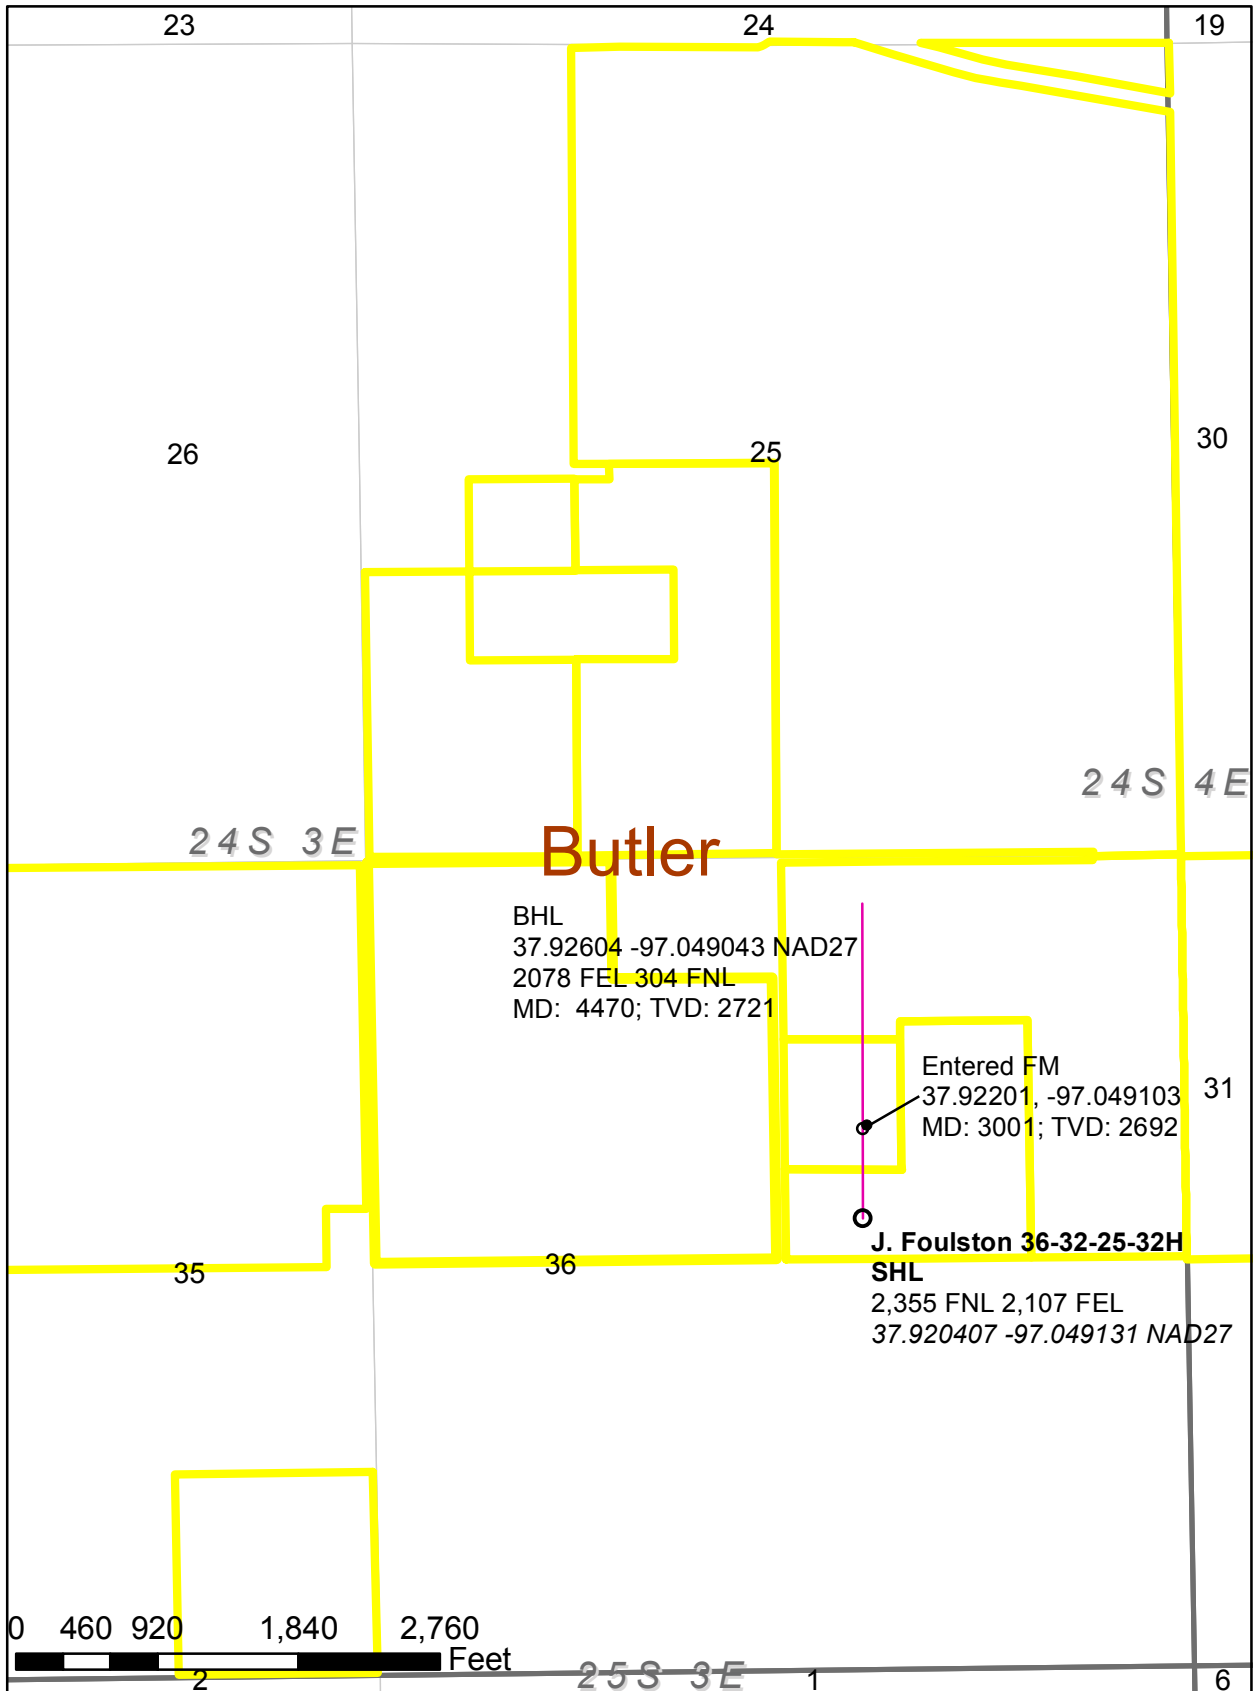 23
24
19
26
25
30
24S 4E
24S 3E
Butler
BHL
37.92604 -97.049043 NAD27
2078 FEL 304 FNL
MD: 4470; TVD: 2721
Entered FM
37.92201, -97.049103
MD: 3001; TVD: 2692
31
J. Foulston 36-32-25-32H
SHL
2,355 FNL 2,107 FEL
37.920407 -97.049131 NAD27
35
36
0 460 920 1,840 2,760
Feet
2
25S 3E
1
6